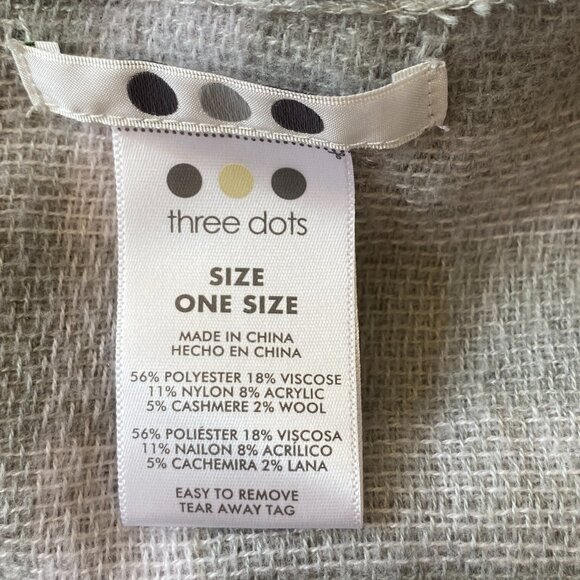 three dots
SIZE
ONE SIZE
MADE IN CHINA
HECHO EN CHINA
56% POLYESTER 18% VISCOSE
11% NYLON 8% ACRYLIC
5% CASHMERE 2% WOOL
56% POLIÉSTER 18% VISCOSA
11% NAILON 8% ACRÍLICO
5% CACHEMIRA 2% LANA
EASY TO REMOVE
TEAR AWAY TAG